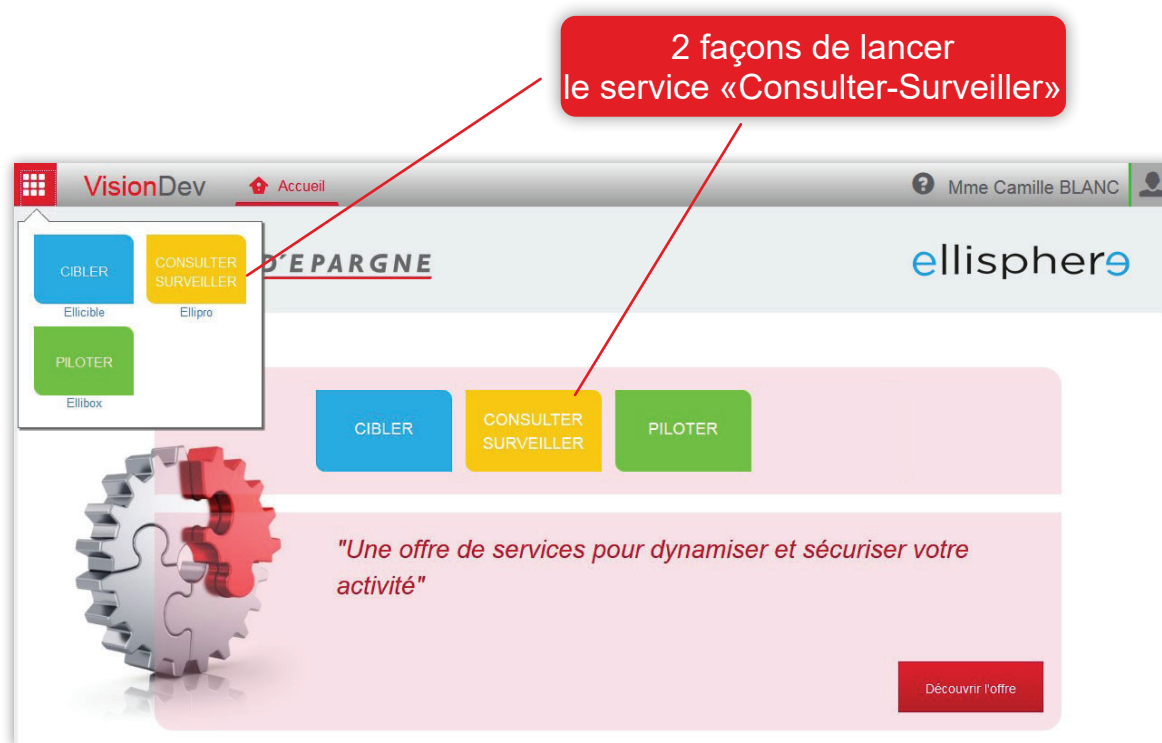 2 façons de lancer
le service «Consulter-Surveiller»
VisionDev
Accueil
? Mme Camille BLANC
CIBLER
Ellicible
CONSULTER
SURVEILLER
Ellipro
PILOTER
Ellibox
D'EPARGNE
ellisphere
CIBLER
CONSULTER
SURVEILLER
PILOTER
"Une offre de services pour dynamiser et sécuriser votre
activité"
Découvrir l'offre